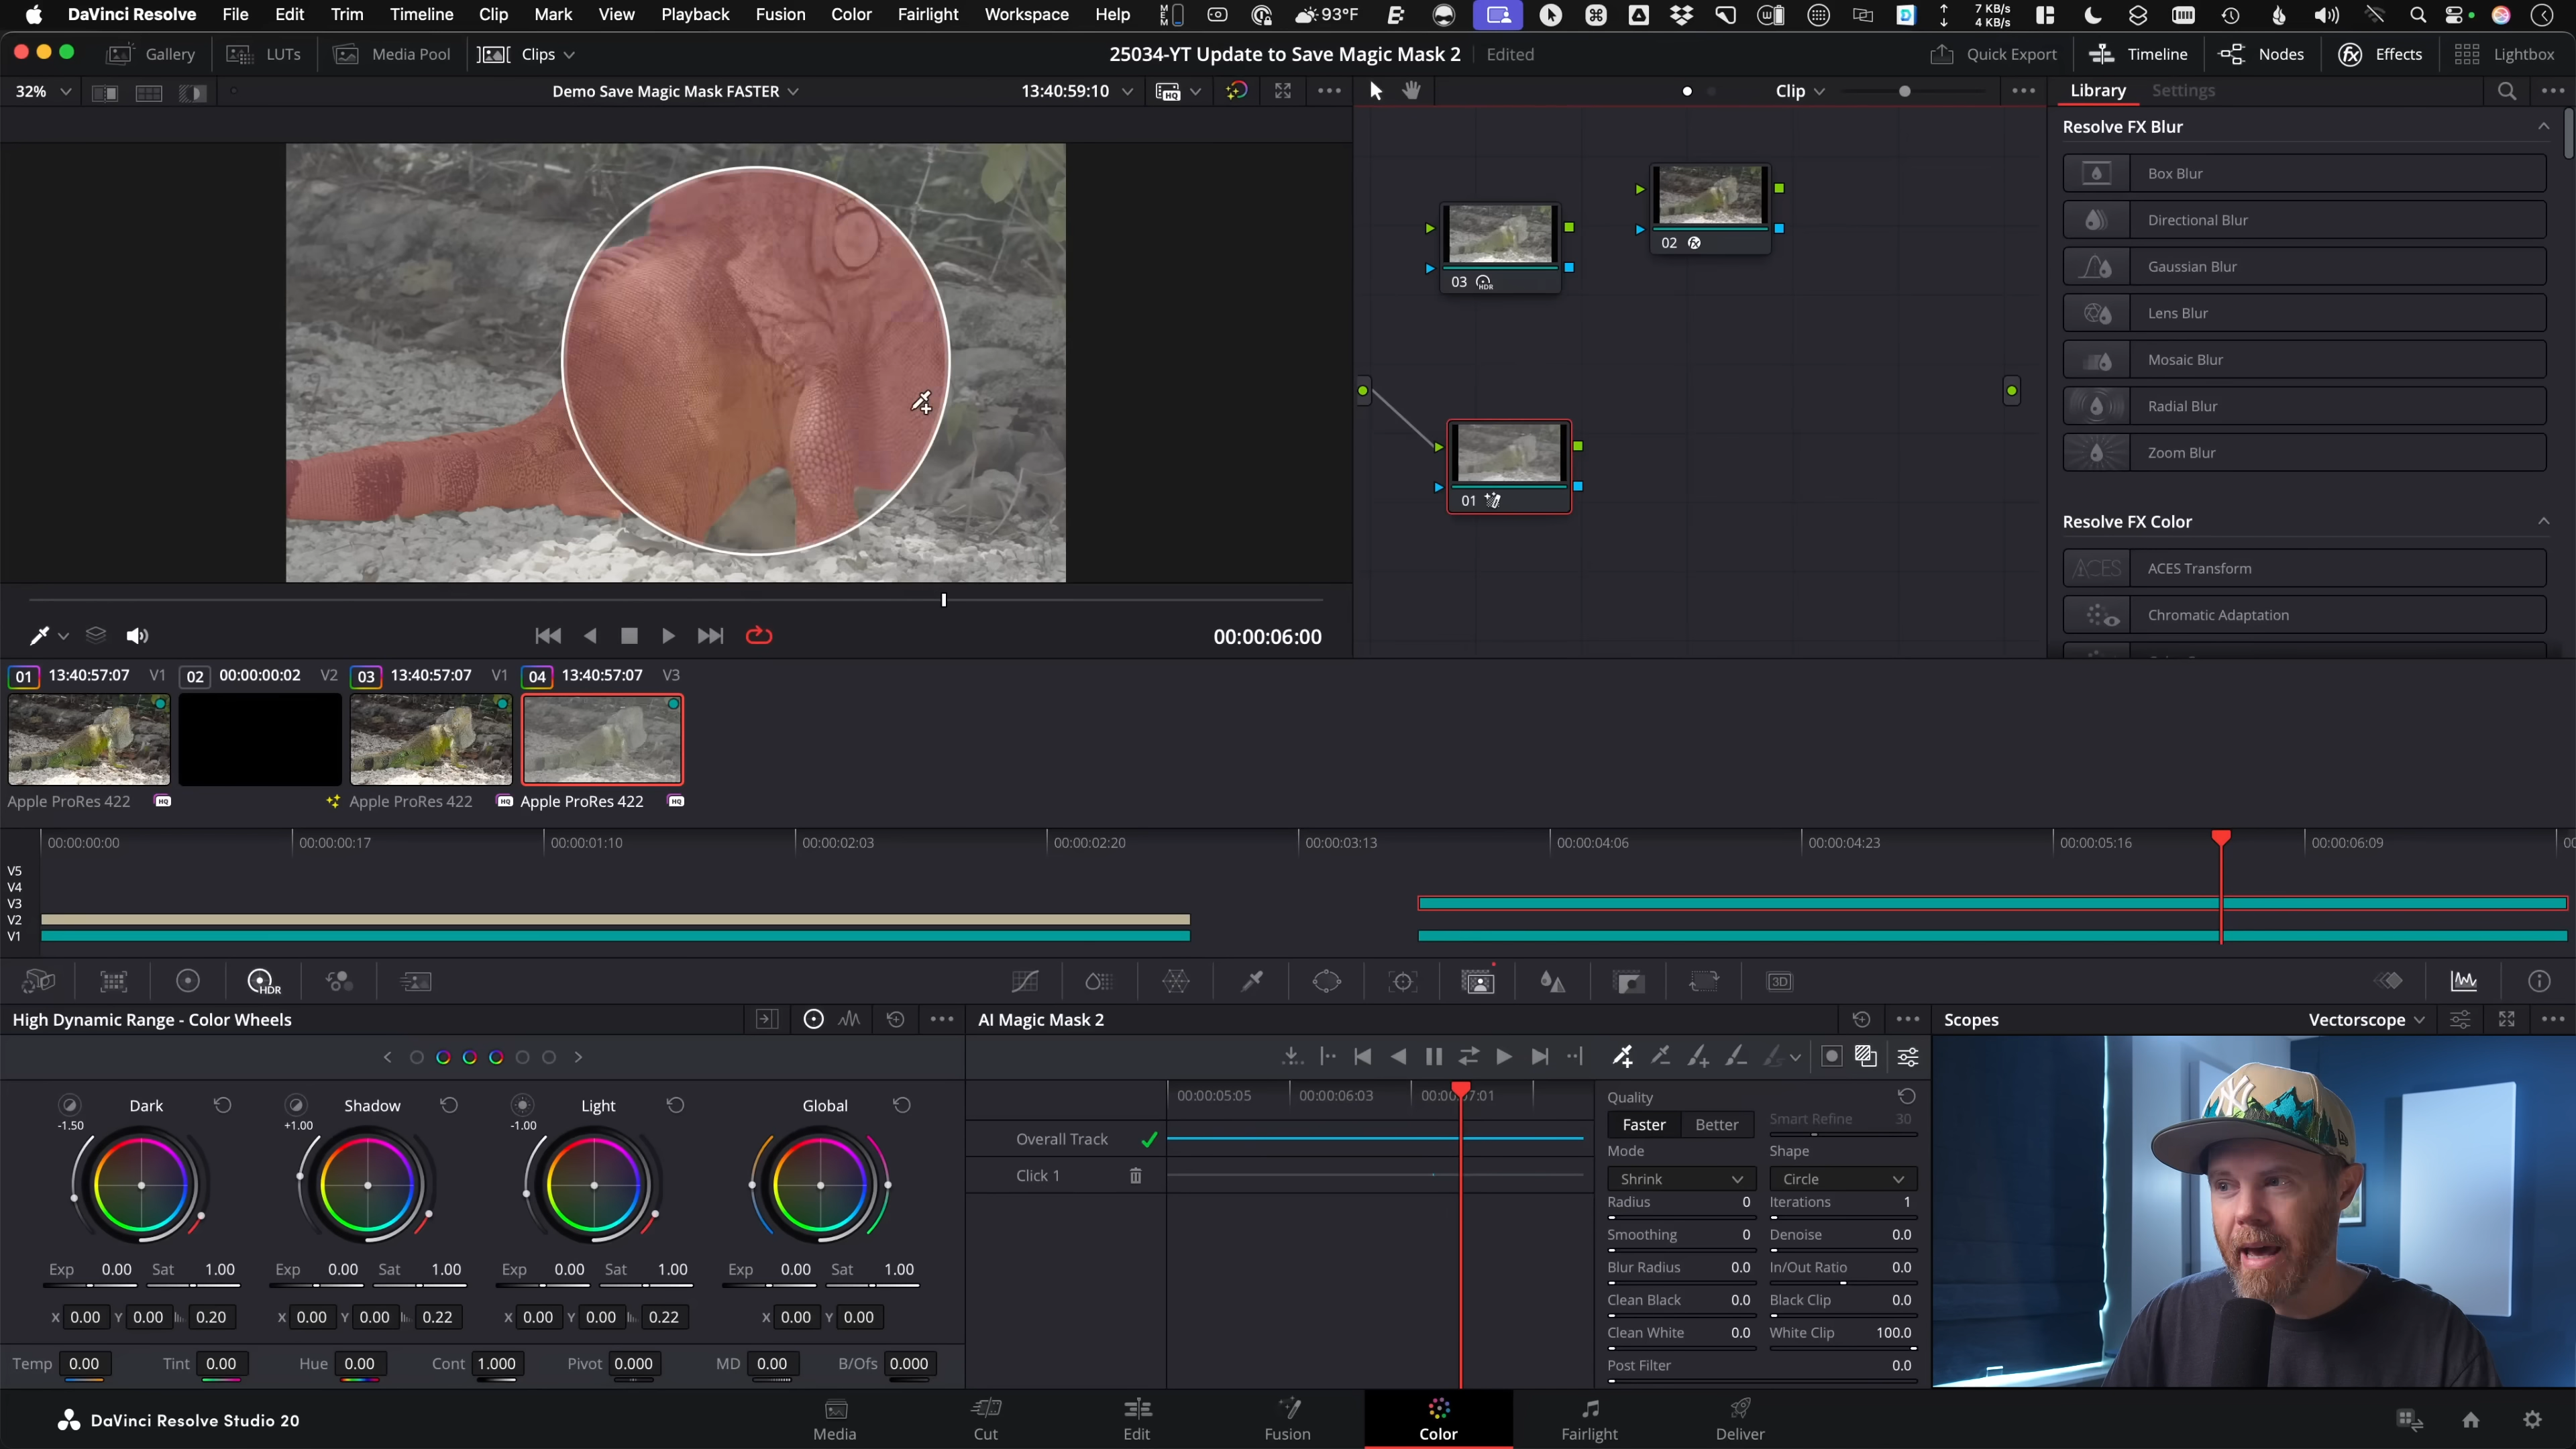 DaVinci Resolve File Edit Trim Timeline Clip Mark View Playback Fusion Color Fairlight Workspace Help 93°F 7 KB/s 4 KB/s
Gallery LUTs Media Pool Clips 25034-YT Update to Save Magic Mask 2 Edited Quick Export Timeline Nodes Effects Lightbox
32% Demo Save Magic Mask FASTER 13:40:59:10 HQ Clip Library Settings
Resolve FX Blur
Box Blur
Directional Blur
Gaussian Blur
Lens Blur
Mosaic Blur
Radial Blur
Zoom Blur
Resolve FX Color
ACES ACES Transform
Chromatic Adaptation
02
03 HDR
01
00:00:06:00
01 13:40:57:07 V1 02 00:00:00:02 V2 03 13:40:57:07 V1 04 13:40:57:07 V3
Apple ProRes 422 HQ Apple ProRes 422 HQ Apple ProRes 422 HQ
00:00:00:00 00:00:00:17 00:00:01:10 00:00:02:03 00:00:02:20 00:00:03:13 00:00:04:06 00:00:04:23 00:00:05:16 00:00:06:09
V5
V4
V3
V2
V1
HDR 3D
High Dynamic Range - Color Wheels AI Magic Mask 2 Scopes Vectorscope
Dark Shadow Light Global
-1.50 +1.00 -1.00
Exp 0.00 Sat 1.00 Exp 0.00 Sat 1.00 Exp 0.00 Sat 1.00 Exp 0.00 Sat 1.00
X 0.00 Y 0.00 0.20 X 0.00 Y 0.00 0.22 X 0.00 Y 0.00 0.22 X 0.00 Y 0.00
Temp 0.00 Tint 0.00 Hue 0.00 Cont 1.000 Pivot 0.000 MD 0.00 B/Ofs 0.000
00:00:05:05 00:00:06:03
Overall Track
Click 1
Quality
Faster Better Smart Refine 30
Mode Shape
Shrink Circle
Radius 0 Iterations 1
Smoothing 0 Denoise 0.0
Blur Radius 0.0 In/Out Ratio 0.0
Clean Black 0.0 Black Clip 0.0
Clean White 0.0 White Clip 100.0
Post Filter 0.0
DaVinci Resolve Studio 20 Media Cut Edit Fusion Color Fairlight Deliver